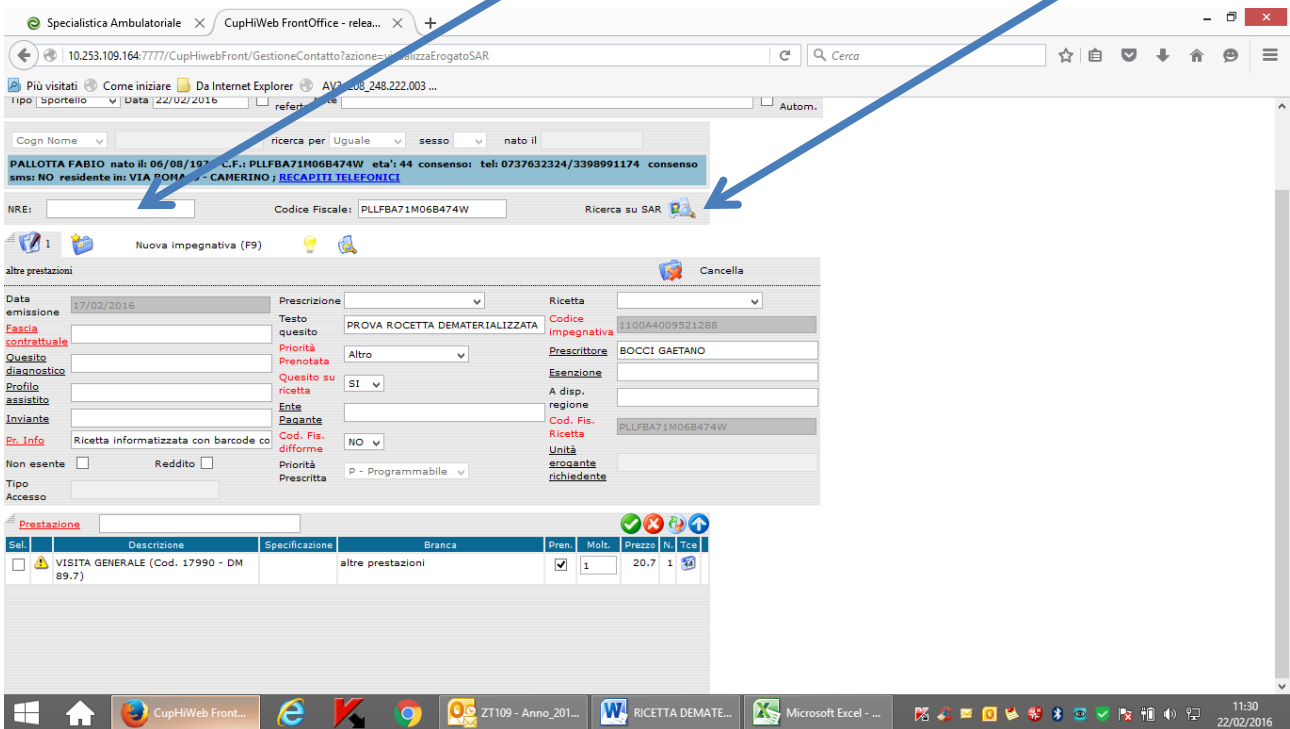 Specialistica Ambulatoriale
CupHiWeb FrontOffice - relea...
10.253.109.164:7777/CupHiwebFront/GestioneContatto?azione=
ErogatoSAR
Cerca
Più visitati Come iniziare Da Internet Explorer
248.222.003 ...
Tipo Sportello Data 22/02/2016 Autom.
Cogn Nome ricerca per Uguale sesso nato il
PALLOTTA FABIO nato il: 06/08/197 C.F.: PLLFBA71M06B474W eta': 44 consenso: tel: 0737632324/3398991174 consenso
sms: NO residente in: VIA - CAMERINO ; RECAPITI TELEFONICI
NRE: Codice Fiscale: PLLFBA71M06B474W Ricerca su SAR
1 Nuova impegnativa (F9)
altre prestazioni Cancella
Data emissione 17/02/2016 Prescrizione Ricetta
Fascia contrattuale Testo quesito PROVA ROCETTA DEMATERIALIZZATA Codice impegnativa 1100A4009521288
Quesito diagnostico Priorità Prenotata Altro Prescrittore BOCCI GAETANO
Profilo assistito Quesito su ricetta SI Esenzione
A disp. regione
Inviante Ente Pagante Cod. Fis. Ricetta PLLFBA71M06B474W
Pr. Info Ricetta informatizzata con barcode co Cod. Fis. difforme NO Unità erogante richiedente
Non esente Reddito Priorità Prescritta P - Programmabile
Tipo Accesso
Prestazione
Sel. Descrizione Specificazione Branca Pren. Molt. Prezzo N. Tce
VISITA GENERALE (Cod. 17990 - DM 89.7) altre prestazioni 1 20.7 1 14
CupHiWeb Front... ZT109 - Anno_201... RICETTA DEMATE... Microsoft Excel - ... 11:30
22/02/2016